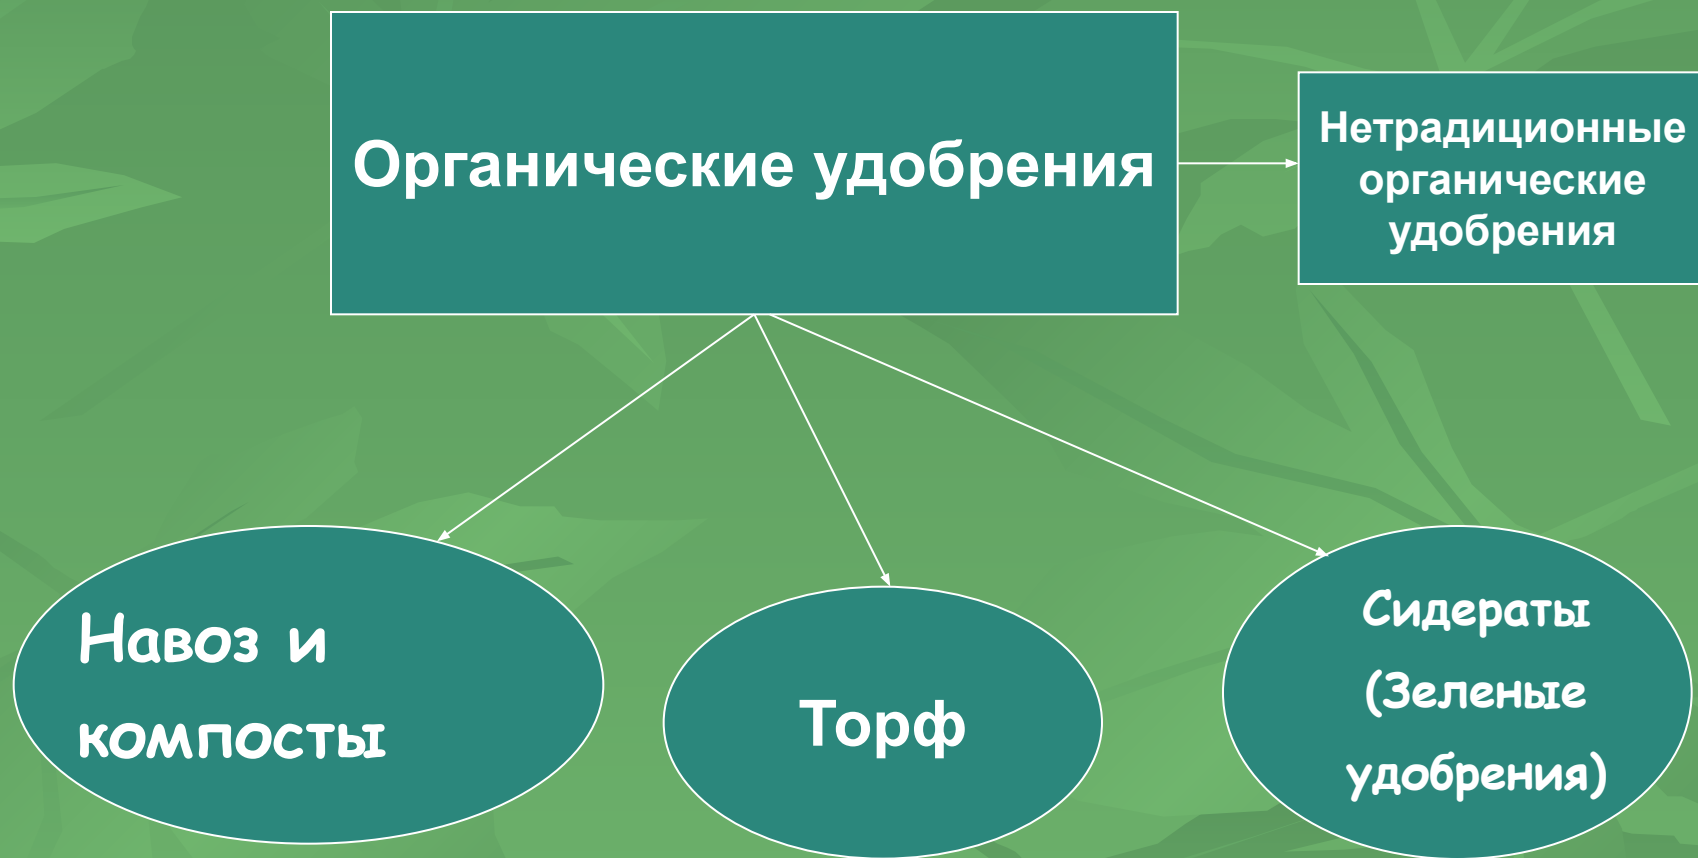 Органические удобрения
Нетрадиционные
органические
удобрения
Навоз и
компосты
Торф
Сидераты
(Зеленые
удобрения)